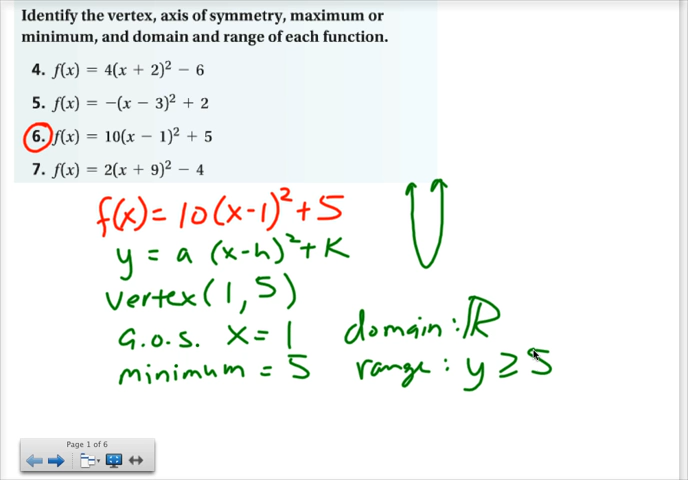 Identify the vertex, axis of symmetry, maximum or
minimum, and domain and range of each function.
4. f(x) = 4(x + 2)² − 6
5. f(x) = −(x − 3)² + 2
6. f(x) = 10(x − 1)² + 5
7. f(x) = 2(x + 9)² − 4
f(x) = 10(x-1)²+5
y = a (x-h)²+K
vertex(1,5)
a.o.s. x=1
minimum = 5
domain: ℝ
range: y ≥ 5
Page 1 of 6